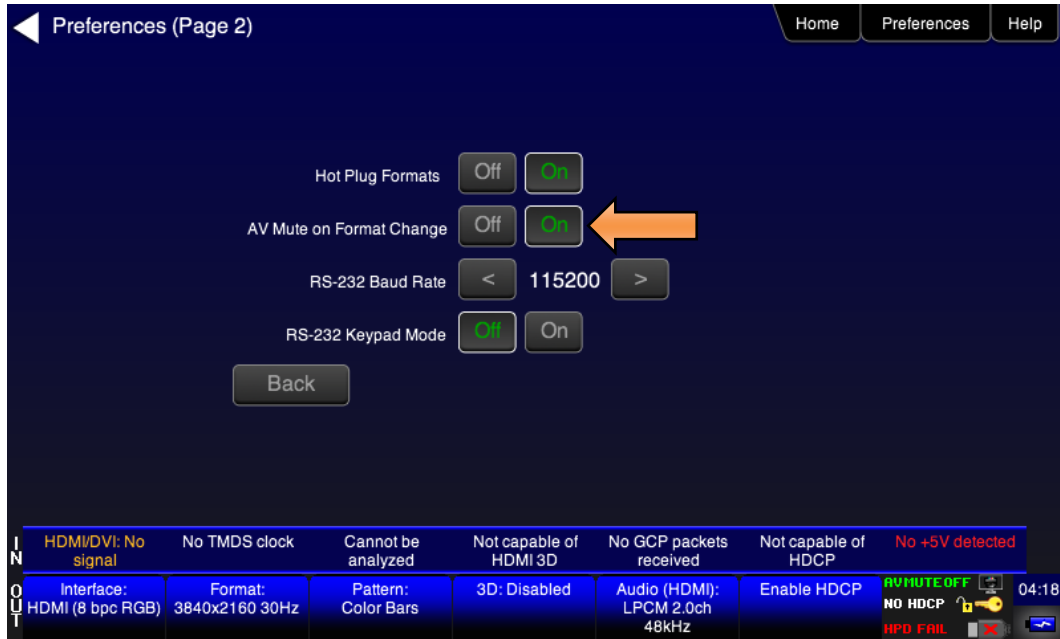 Preferences (Page 2)
Home
Preferences
Help
Hot Plug Formats
Off
On
AV Mute on Format Change
Off
On
RS-232 Baud Rate
<
115200
>
RS-232 Keypad Mode
Off
On
Back
IN
HDMI/DVI: No
signal
No TMDS clock
Cannot be
analyzed
Not capable of
HDMI 3D
No GCP packets
received
Not capable of
HDCP
No +5V detected
OUT
Interface:
HDMI (8 bpc RGB)
Format:
3840x2160 30Hz
Pattern:
Color Bars
3D: Disabled
Audio (HDMI):
LPCM 2.0ch
48kHz
Enable HDCP
AVMUTEOFF
NO HDCP
HPD FAIL
04:18